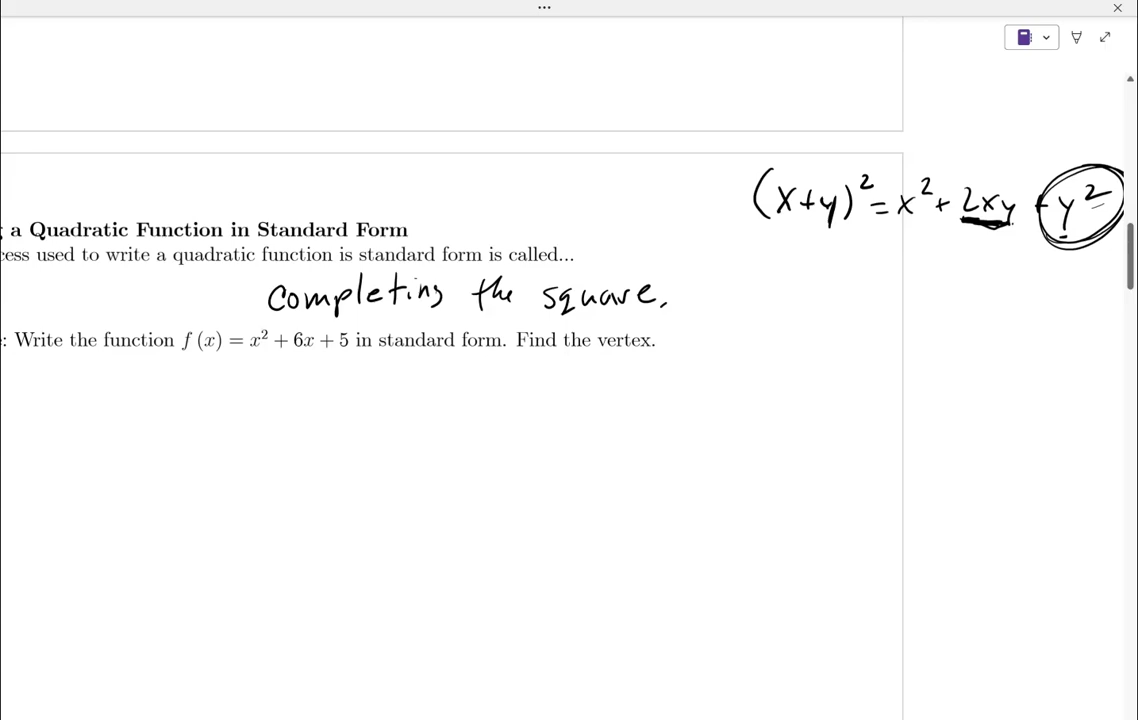 (x+y)² = x² + 2xy + y²
a Quadratic Function in Standard Form
cess used to write a quadratic function is standard form is called...
completing the square.
: Write the function f (x) = x² + 6x + 5 in standard form. Find the vertex.